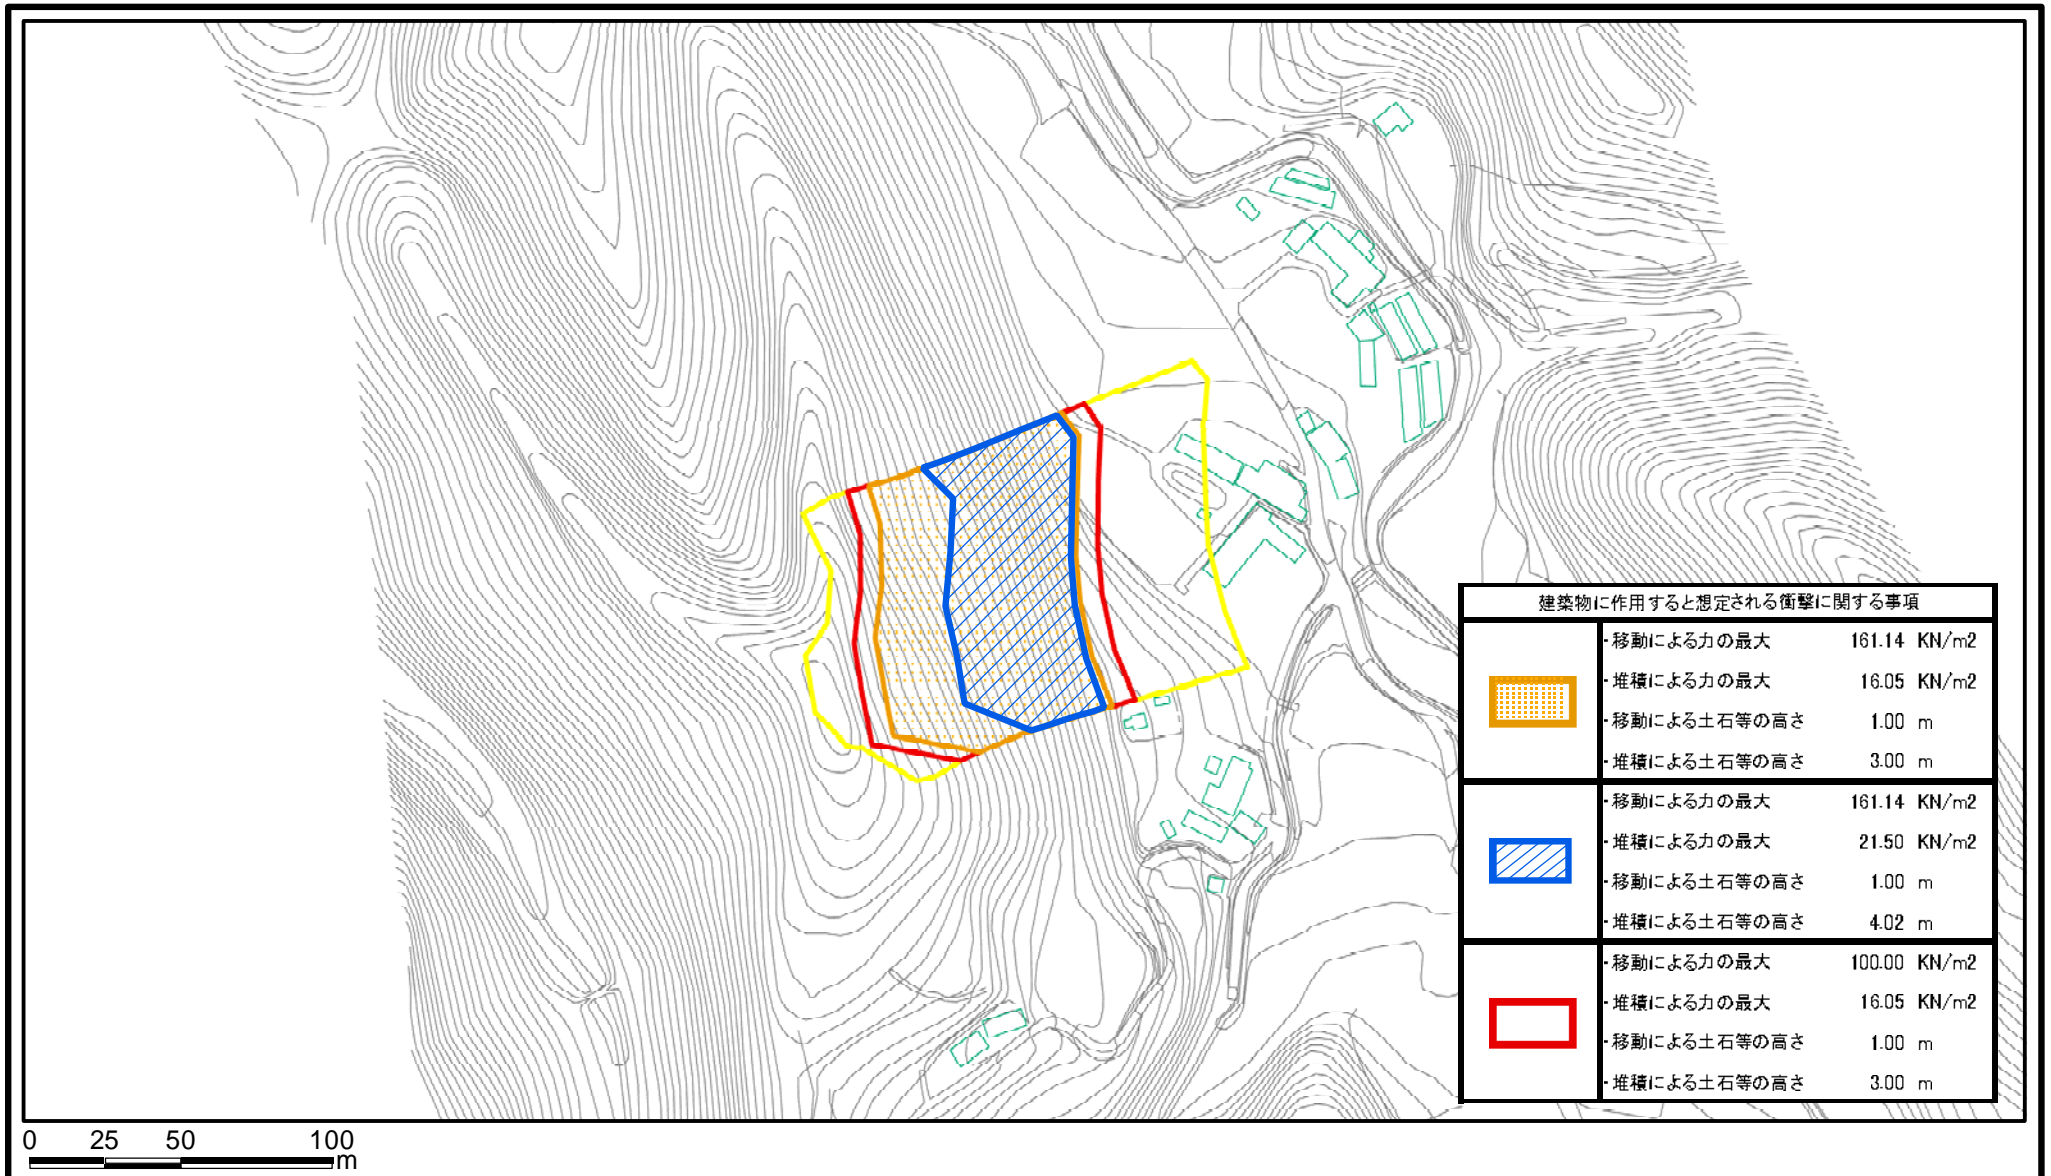 建築物に作用すると想定される衝撃に関する事項
・移動による力の最大 161.14 KN/m2
・堆積による力の最大 16.05 KN/m2
・移動による土石等の高さ 1.00 m
・堆積による土石等の高さ 3.00 m
・移動による力の最大 161.14 KN/m2
・堆積による力の最大 21.50 KN/m2
・移動による土石等の高さ 1.00 m
・堆積による土石等の高さ 4.02 m
・移動による力の最大 100.00 KN/m2
・堆積による力の最大 16.05 KN/m2
・移動による土石等の高さ 1.00 m
・堆積による土石等の高さ 3.00 m
0 25 50 100
m